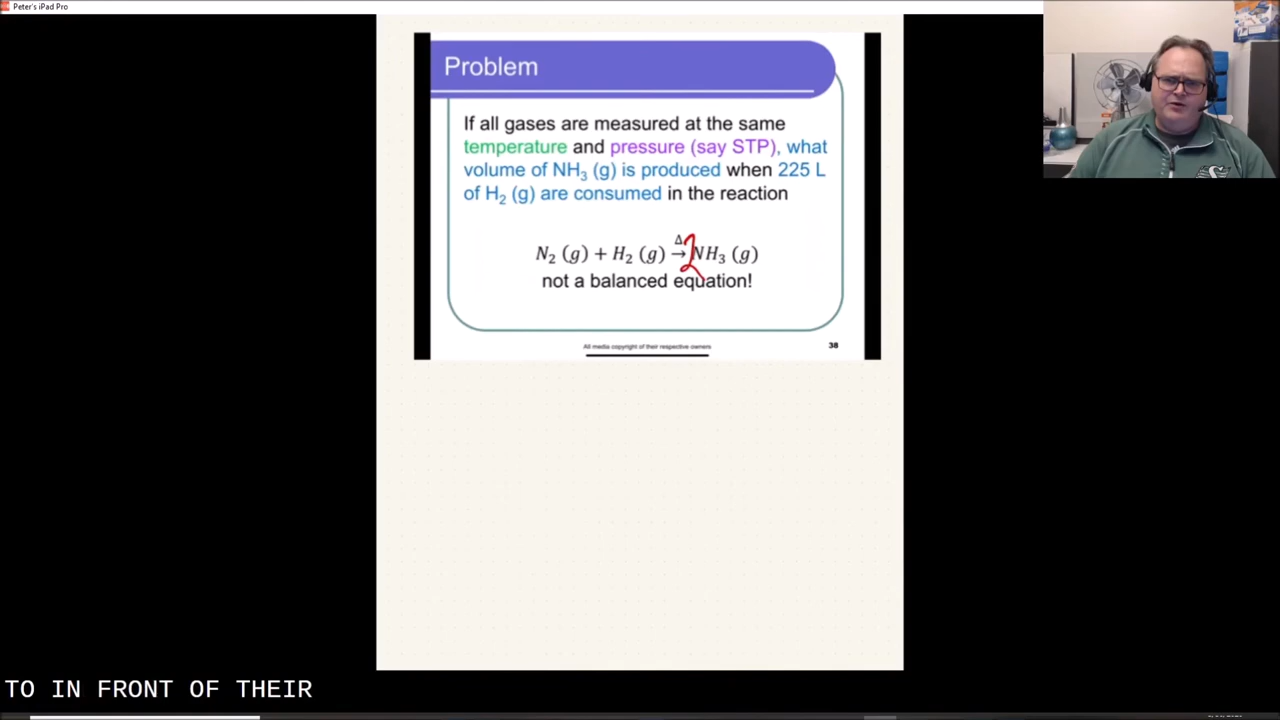 Peter's iPad Pro
Problem
If all gases are measured at the same
temperature and pressure (say STP), what
volume of NH₃ (g) is produced when 225 L
of H₂ (g) are consumed in the reaction
Δ
N₂ (g) + H₂ (g) → 2 NH₃ (g)
not a balanced equation!
All media copyright of their respective owners
38
TO IN FRONT OF THEIR